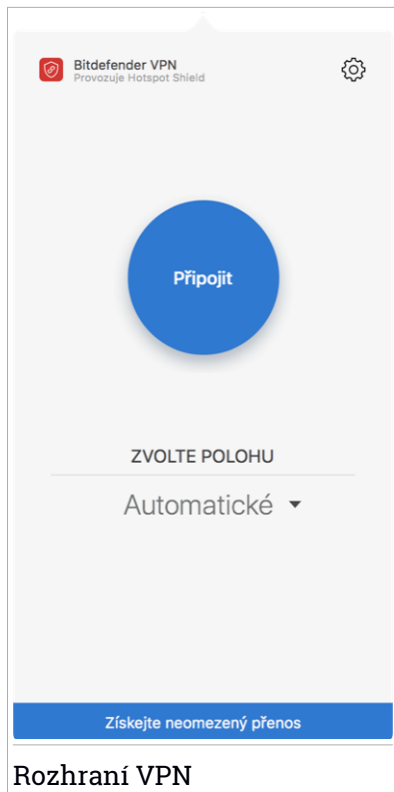 Bitdefender VPN
Provozuje Hotspot Shield
Připojit
ZVOLTE POLOHU
Automatické
Získejte neomezený přenos
Rozhraní VPN